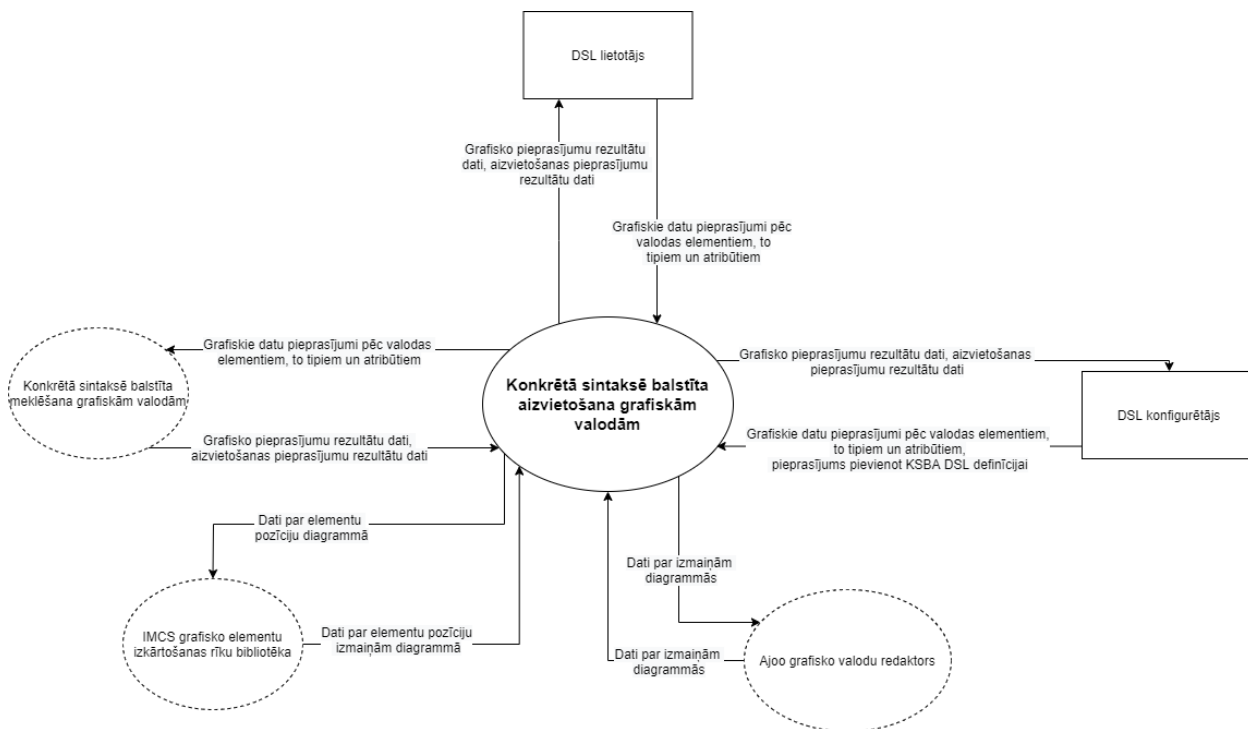 DSL lietotājs
Grafisko pieprasījumu rezultātu
dati, aizvietošanas pieprasījumu
rezultātu dati
Grafiskie datu pieprasījumi pēc
valodas elementiem, to
tipiem un atribūtiem
Grafiskie datu pieprasījumi pēc valodas
elementiem, to tipiem un atribūtiem
Konkrētā sintaksē balstīta
meklēšana grafiskām valodām
Grafisko pieprasījumu rezultātu dati,
aizvietošanas pieprasījumu rezultātu dati
Konkrētā sintaksē balstīta
aizvietošana grafiskām
valodām
Grafisko pieprasījumu rezultātu dati, aizvietošanas
pieprasījumu rezultātu dati
DSL konfigurētājs
Grafiskie datu pieprasījumi pēc valodas elementiem,
to tipiem un atribūtiem,
pieprasījums pievienot KSBA DSL definīcijai
Dati par elementu
pozīciju diagrammā
IMCS grafisko elementu
izkārtošanas rīku bibliotēka
Dati par elementu pozīciju
izmaiņām diagrammā
Dati par izmaiņām
diagrammās
Dati par izmaiņām
diagrammās
Ajoo grafisko valodu redaktors